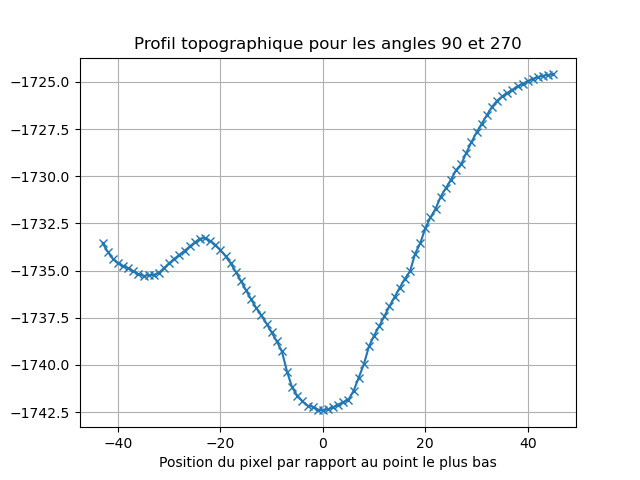 Profil topographique pour les angles 90 et 270
−1725.0
−1727.5
−1730.0
−1732.5
−1735.0
−1737.5
−1740.0
−1742.5
−40 −20 0 20 40
Position du pixel par rapport au point le plus bas